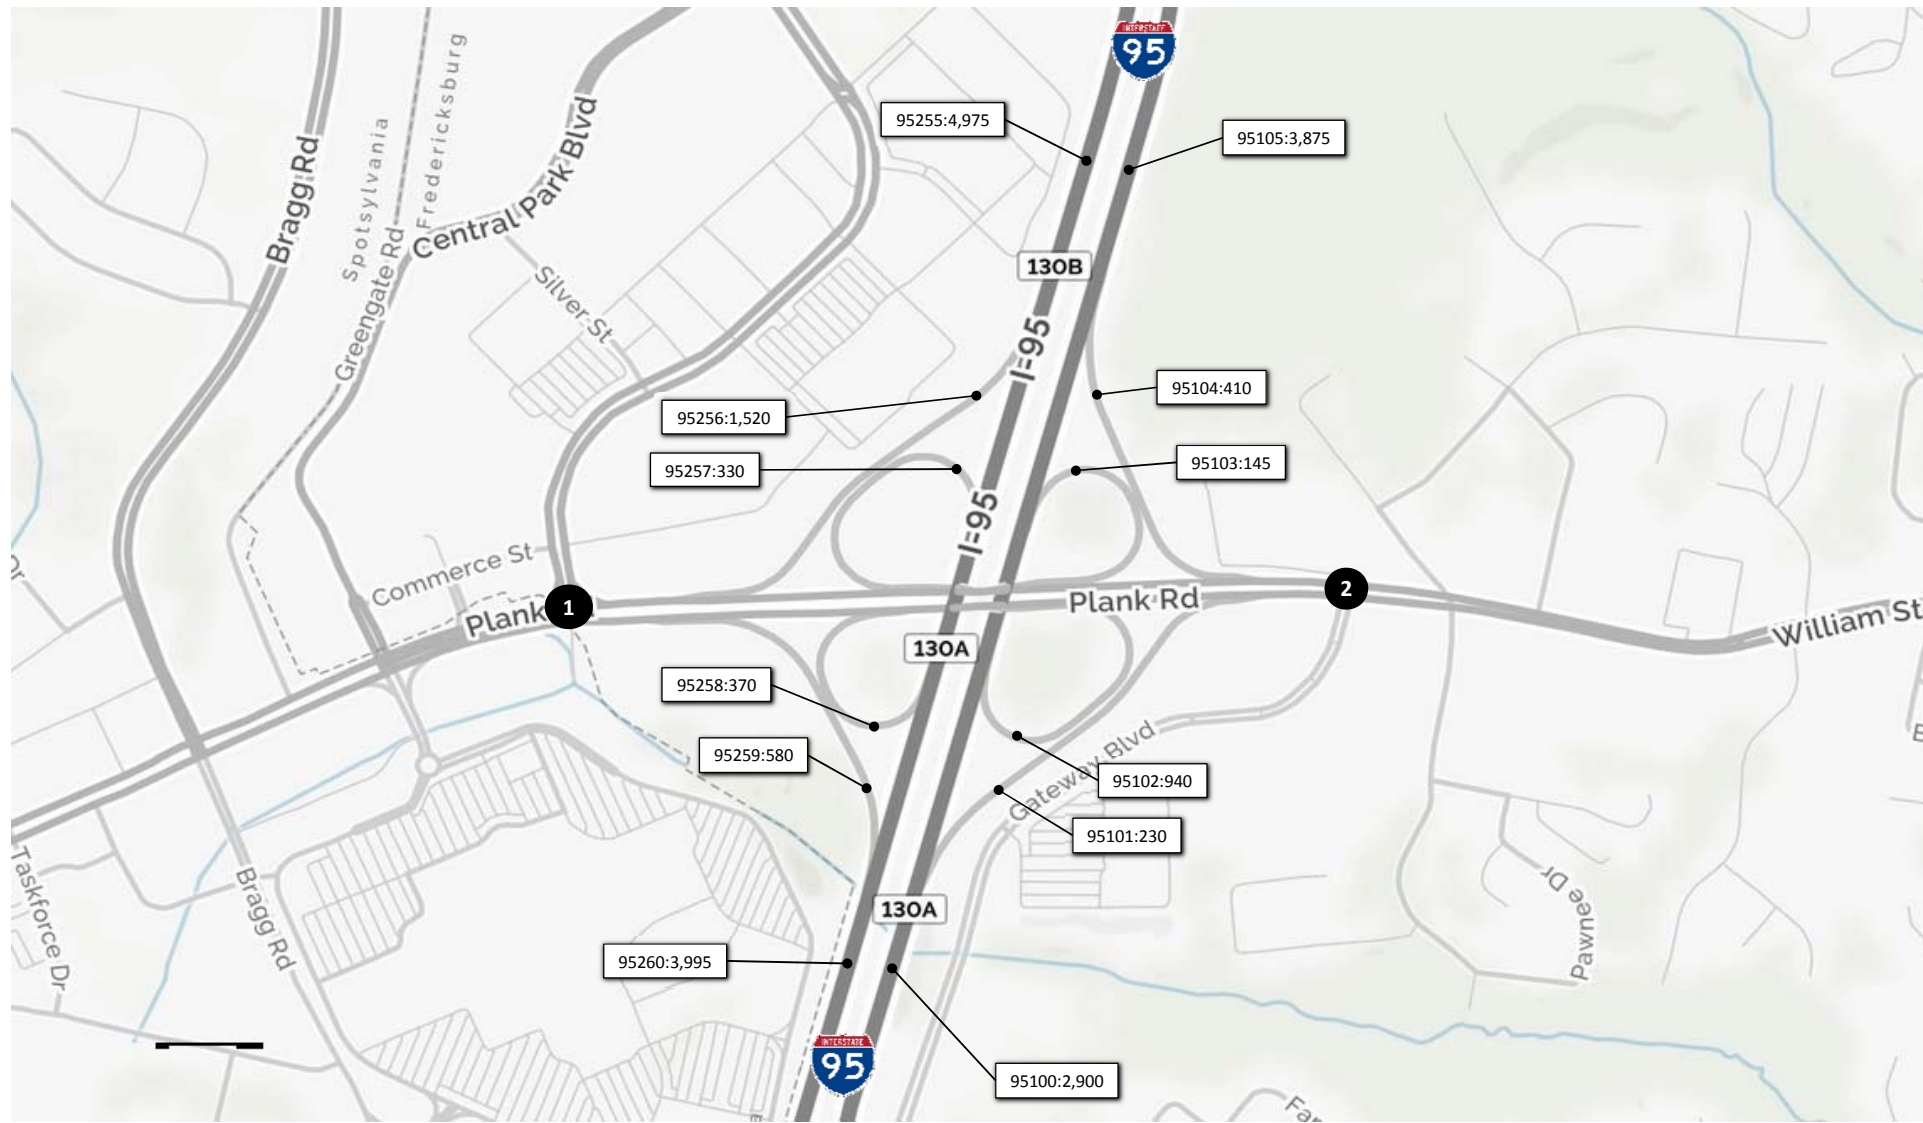 INTERSTATE
95
95255:4,975
95105:3,875
Bragg Rd
Spotsylvania
Fredericksburg
Greengate Rd
Central Park Blvd
Silver St
130B
I-95
95256:1,520
95104:410
95257:330
95103:145
I-95
Commerce St
Plank
1
Plank Rd
2
William St
130A
95258:370
95259:580
Gateway Blvd
95102:940
95101:230
Taskforce Dr
Bragg Rd
130A
Pawnee Dr
95260:3,995
INTERSTATE
95
95100:2,900
Dr